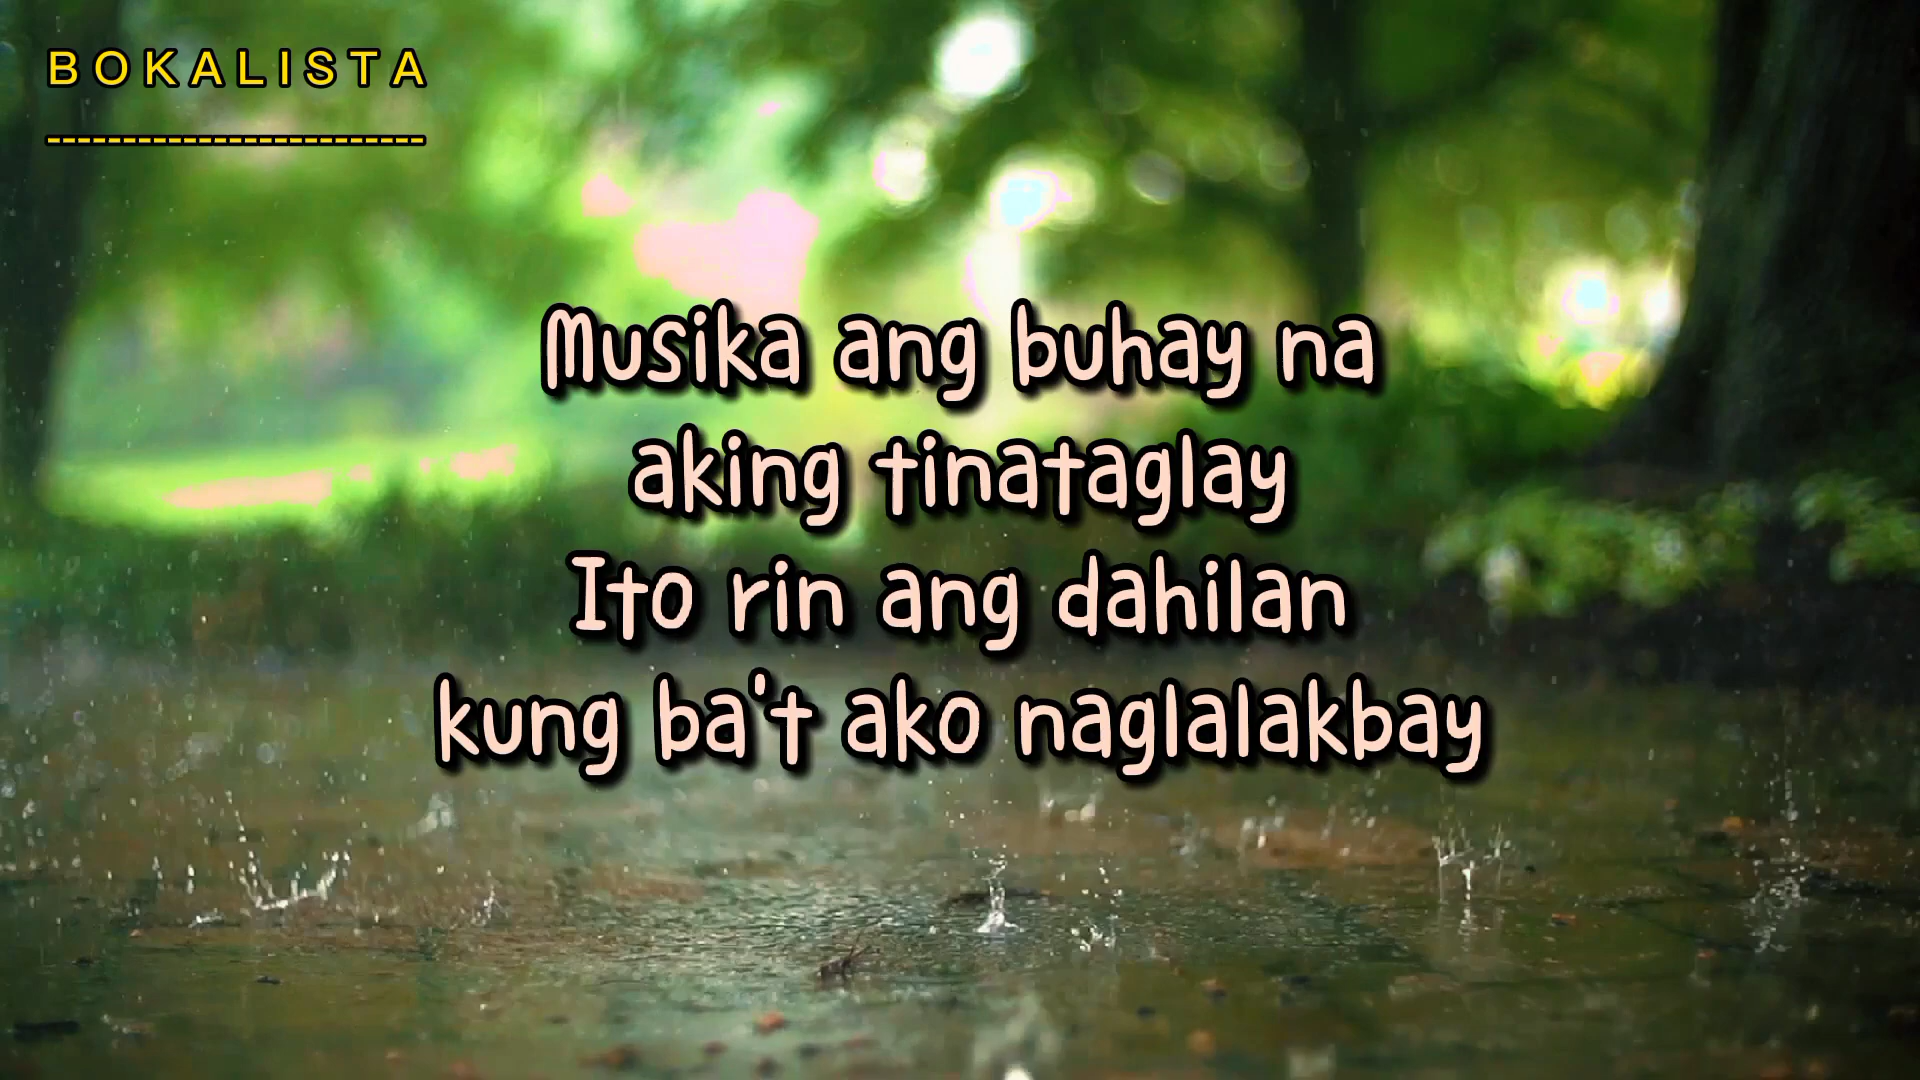 BOKALISTA
-------------------------
Musika ang buhay na
aking tinataglay
Ito rin ang dahilan
kung ba't ako naglalakbay